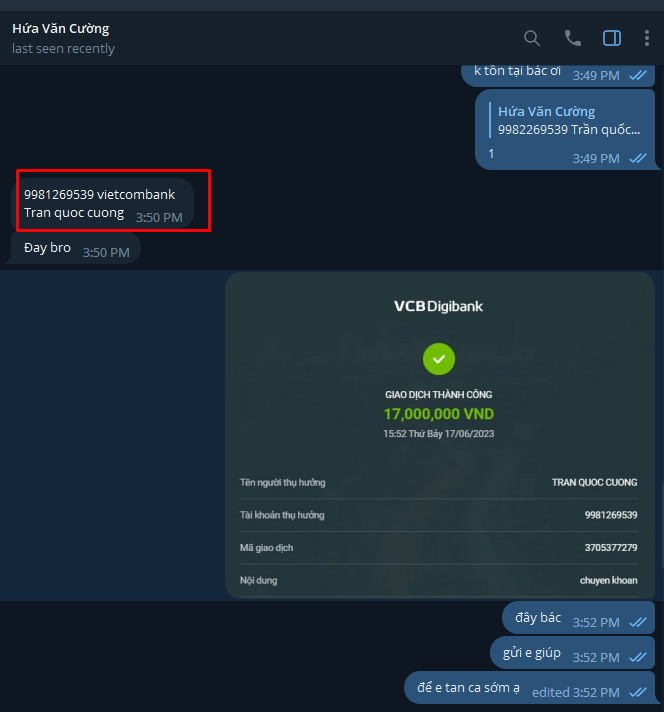 Hứa Văn Cường
last seen recently
k tồn tại bác ơi 3:49 PM
Hứa Văn Cường
9982269539 Trần quốc...
1 3:49 PM
9981269539 vietcombank
Tran quoc cuong 3:50 PM
Đay bro 3:50 PM
VCB Digibank
GIAO DỊCH THÀNH CÔNG
17,000,000 VND
15:52 Thứ Bảy 17/06/2023
Tên người thụ hưởng TRAN QUOC CUONG
Tài khoản thụ hưởng 9981269539
Mã giao dịch 3705377279
Nội dung chuyen khoan
đây bác 3:52 PM
gửi e giúp 3:52 PM
để e tan ca sớm ạ edited 3:52 PM